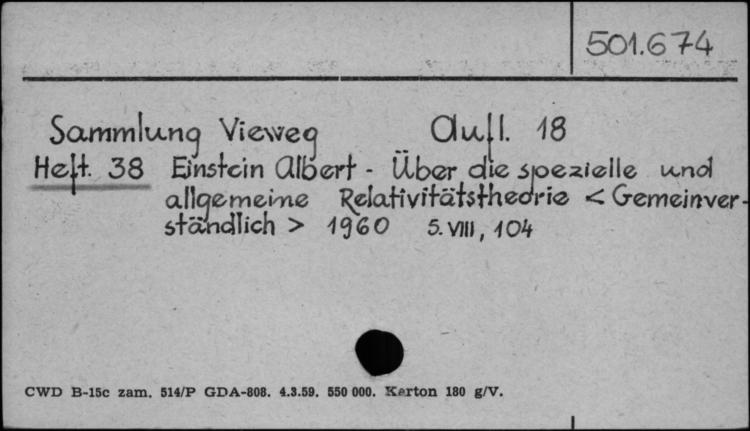 501.674
Sammlung Vieweg Aufl. 18
Heft. 38 Einstein Albert - Über die spezielle und
allgemeine Relativitätstheorie < Gemeinver-
ständlich > 1960 S. VIII, 104
CWD B-15c zam. 514/P GDA-808. 4.3.59. 550 000. Karton 180 g/V.